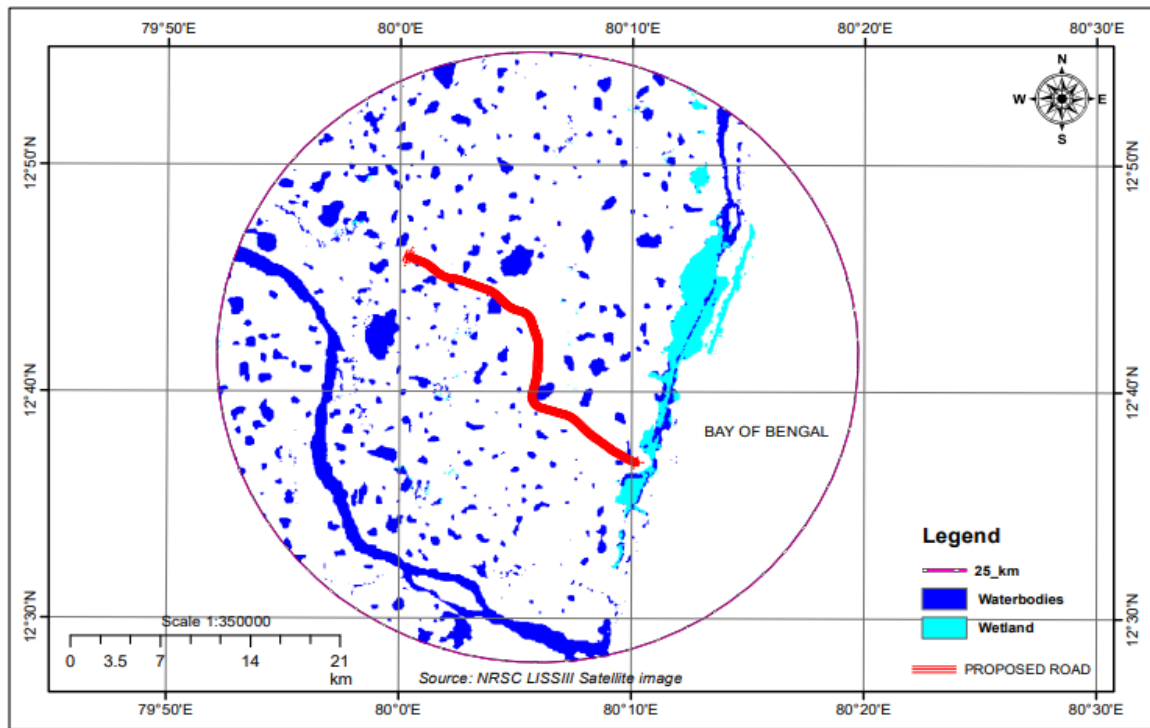 79°50'E 80°0'E 80°10'E 80°20'E 80°30'E
N
W E
S
12°50'N 12°50'N
12°40'N 12°40'N
BAY OF BENGAL
Legend
25_km
Waterbodies
Wetland
PROPOSED ROAD
12°30'N 12°30'N
Scale 1:350000
0 3.5 7 14 21
km
Source: NRSC LISSIII Satellite image
79°50'E 80°0'E 80°10'E 80°20'E 80°30'E